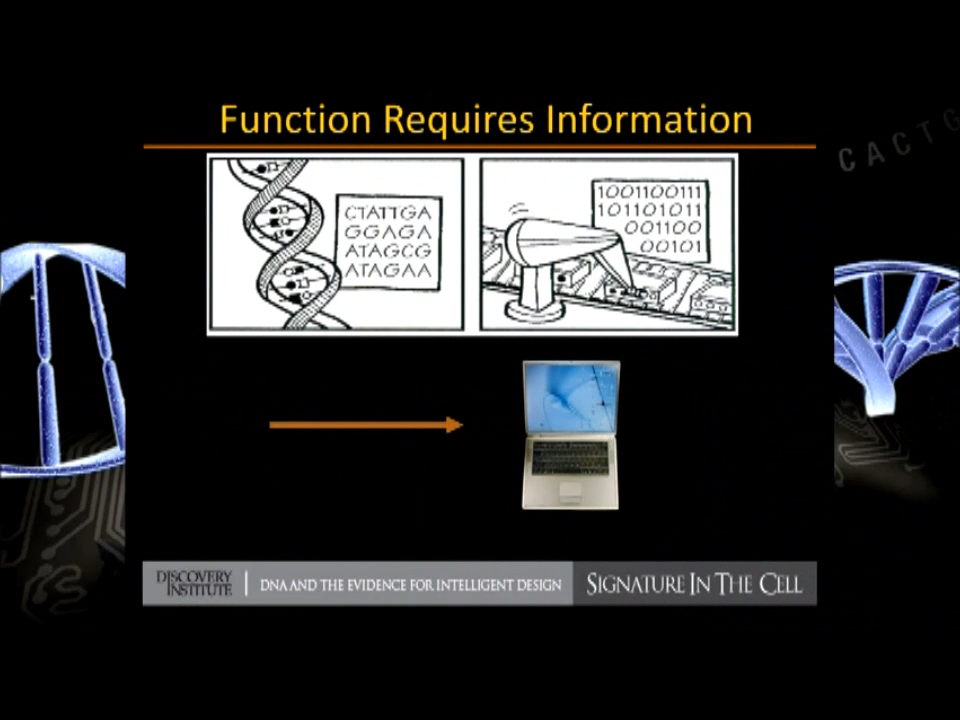 Function Requires Information
CACTG
CTATTGA
GGAGA
ATAGCG
ATAGAA
1001100111
101101011
001100
00101
DISCOVERY
INSTITUTE
DNA AND THE EVIDENCE FOR INTELLIGENT DESIGN
SIGNATURE IN THE CELL